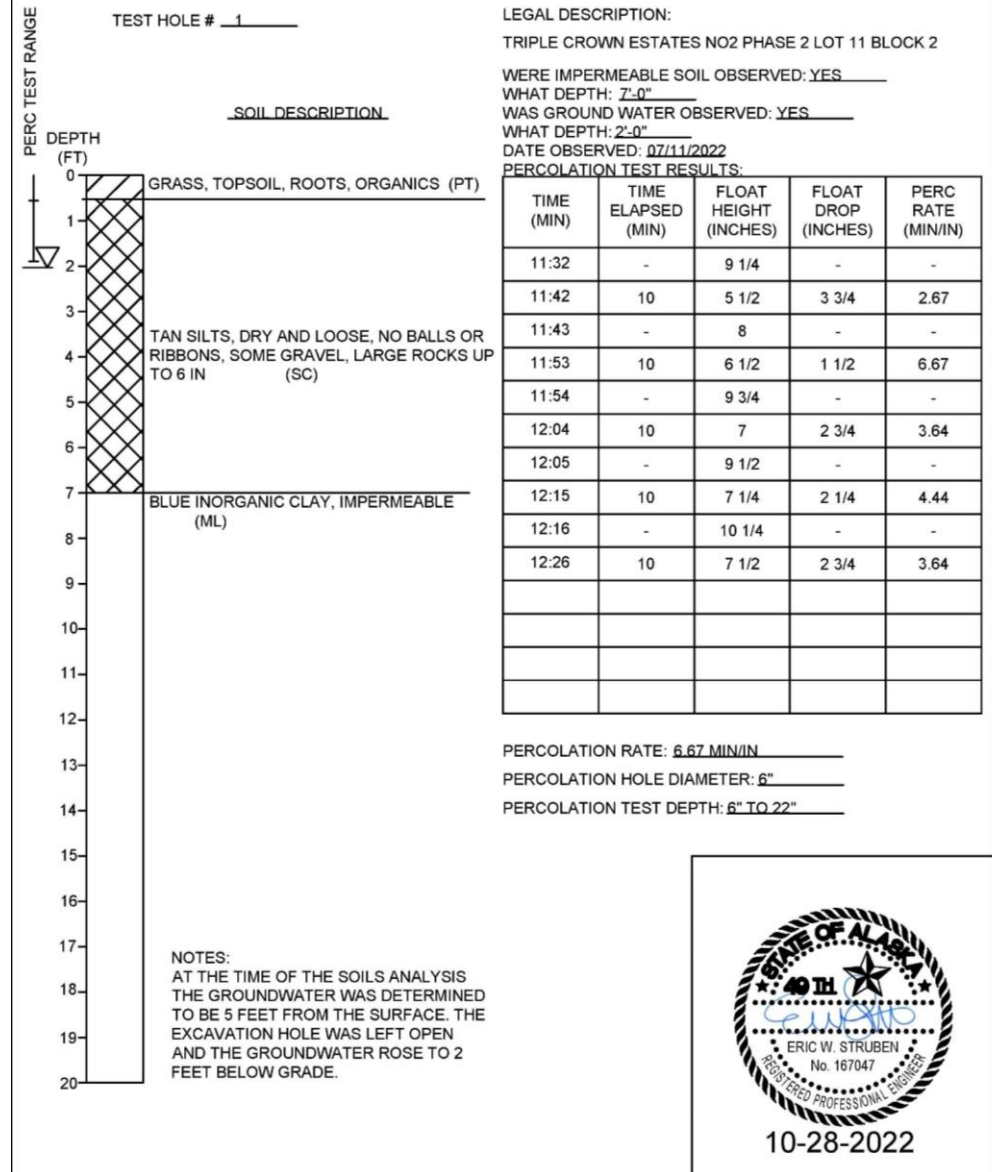 PERC TEST RANGE
TEST HOLE # 1
SOIL DESCRIPTION
DEPTH
(FT)
0
1
2
3
4
5
6
7
8
9
10
11
12
13
14
15
16
17
18
19
20
GRASS, TOPSOIL, ROOTS, ORGANICS (PT)
TAN SILTS, DRY AND LOOSE, NO BALLS OR
RIBBONS, SOME GRAVEL, LARGE ROCKS UP
TO 6 IN (SC)
BLUE INORGANIC CLAY, IMPERMEABLE
(ML)
NOTES:
AT THE TIME OF THE SOILS ANALYSIS
THE GROUNDWATER WAS DETERMINED
TO BE 5 FEET FROM THE SURFACE. THE
EXCAVATION HOLE WAS LEFT OPEN
AND THE GROUNDWATER ROSE TO 2
FEET BELOW GRADE.
LEGAL DESCRIPTION:
TRIPLE CROWN ESTATES NO2 PHASE 2 LOT 11 BLOCK 2
WERE IMPERMEABLE SOIL OBSERVED: YES
WHAT DEPTH: 7'-0"
WAS GROUND WATER OBSERVED: YES
WHAT DEPTH: 2'-0"
DATE OBSERVED: 07/11/2022
PERCOLATION TEST RESULTS:
TIME (MIN) TIME ELAPSED (MIN) FLOAT HEIGHT (INCHES) FLOAT DROP (INCHES) PERC RATE (MIN/IN)
11:32 - 9 1/4 - -
11:42 10 5 1/2 3 3/4 2.67
11:43 - 8 - -
11:53 10 6 1/2 1 1/2 6.67
11:54 - 9 3/4 - -
12:04 10 7 2 3/4 3.64
12:05 - 9 1/2 - -
12:15 10 7 1/4 2 1/4 4.44
12:16 - 10 1/4 - -
12:26 10 7 1/2 2 3/4 3.64
PERCOLATION RATE: 6.67 MIN/IN
PERCOLATION HOLE DIAMETER: 6"
PERCOLATION TEST DEPTH: 6" TO 22"
STATE OF ALASKA
49 TH
ERIC W. STRUBEN
No. 167047
REGISTERED PROFESSIONAL ENGINEER
10-28-2022